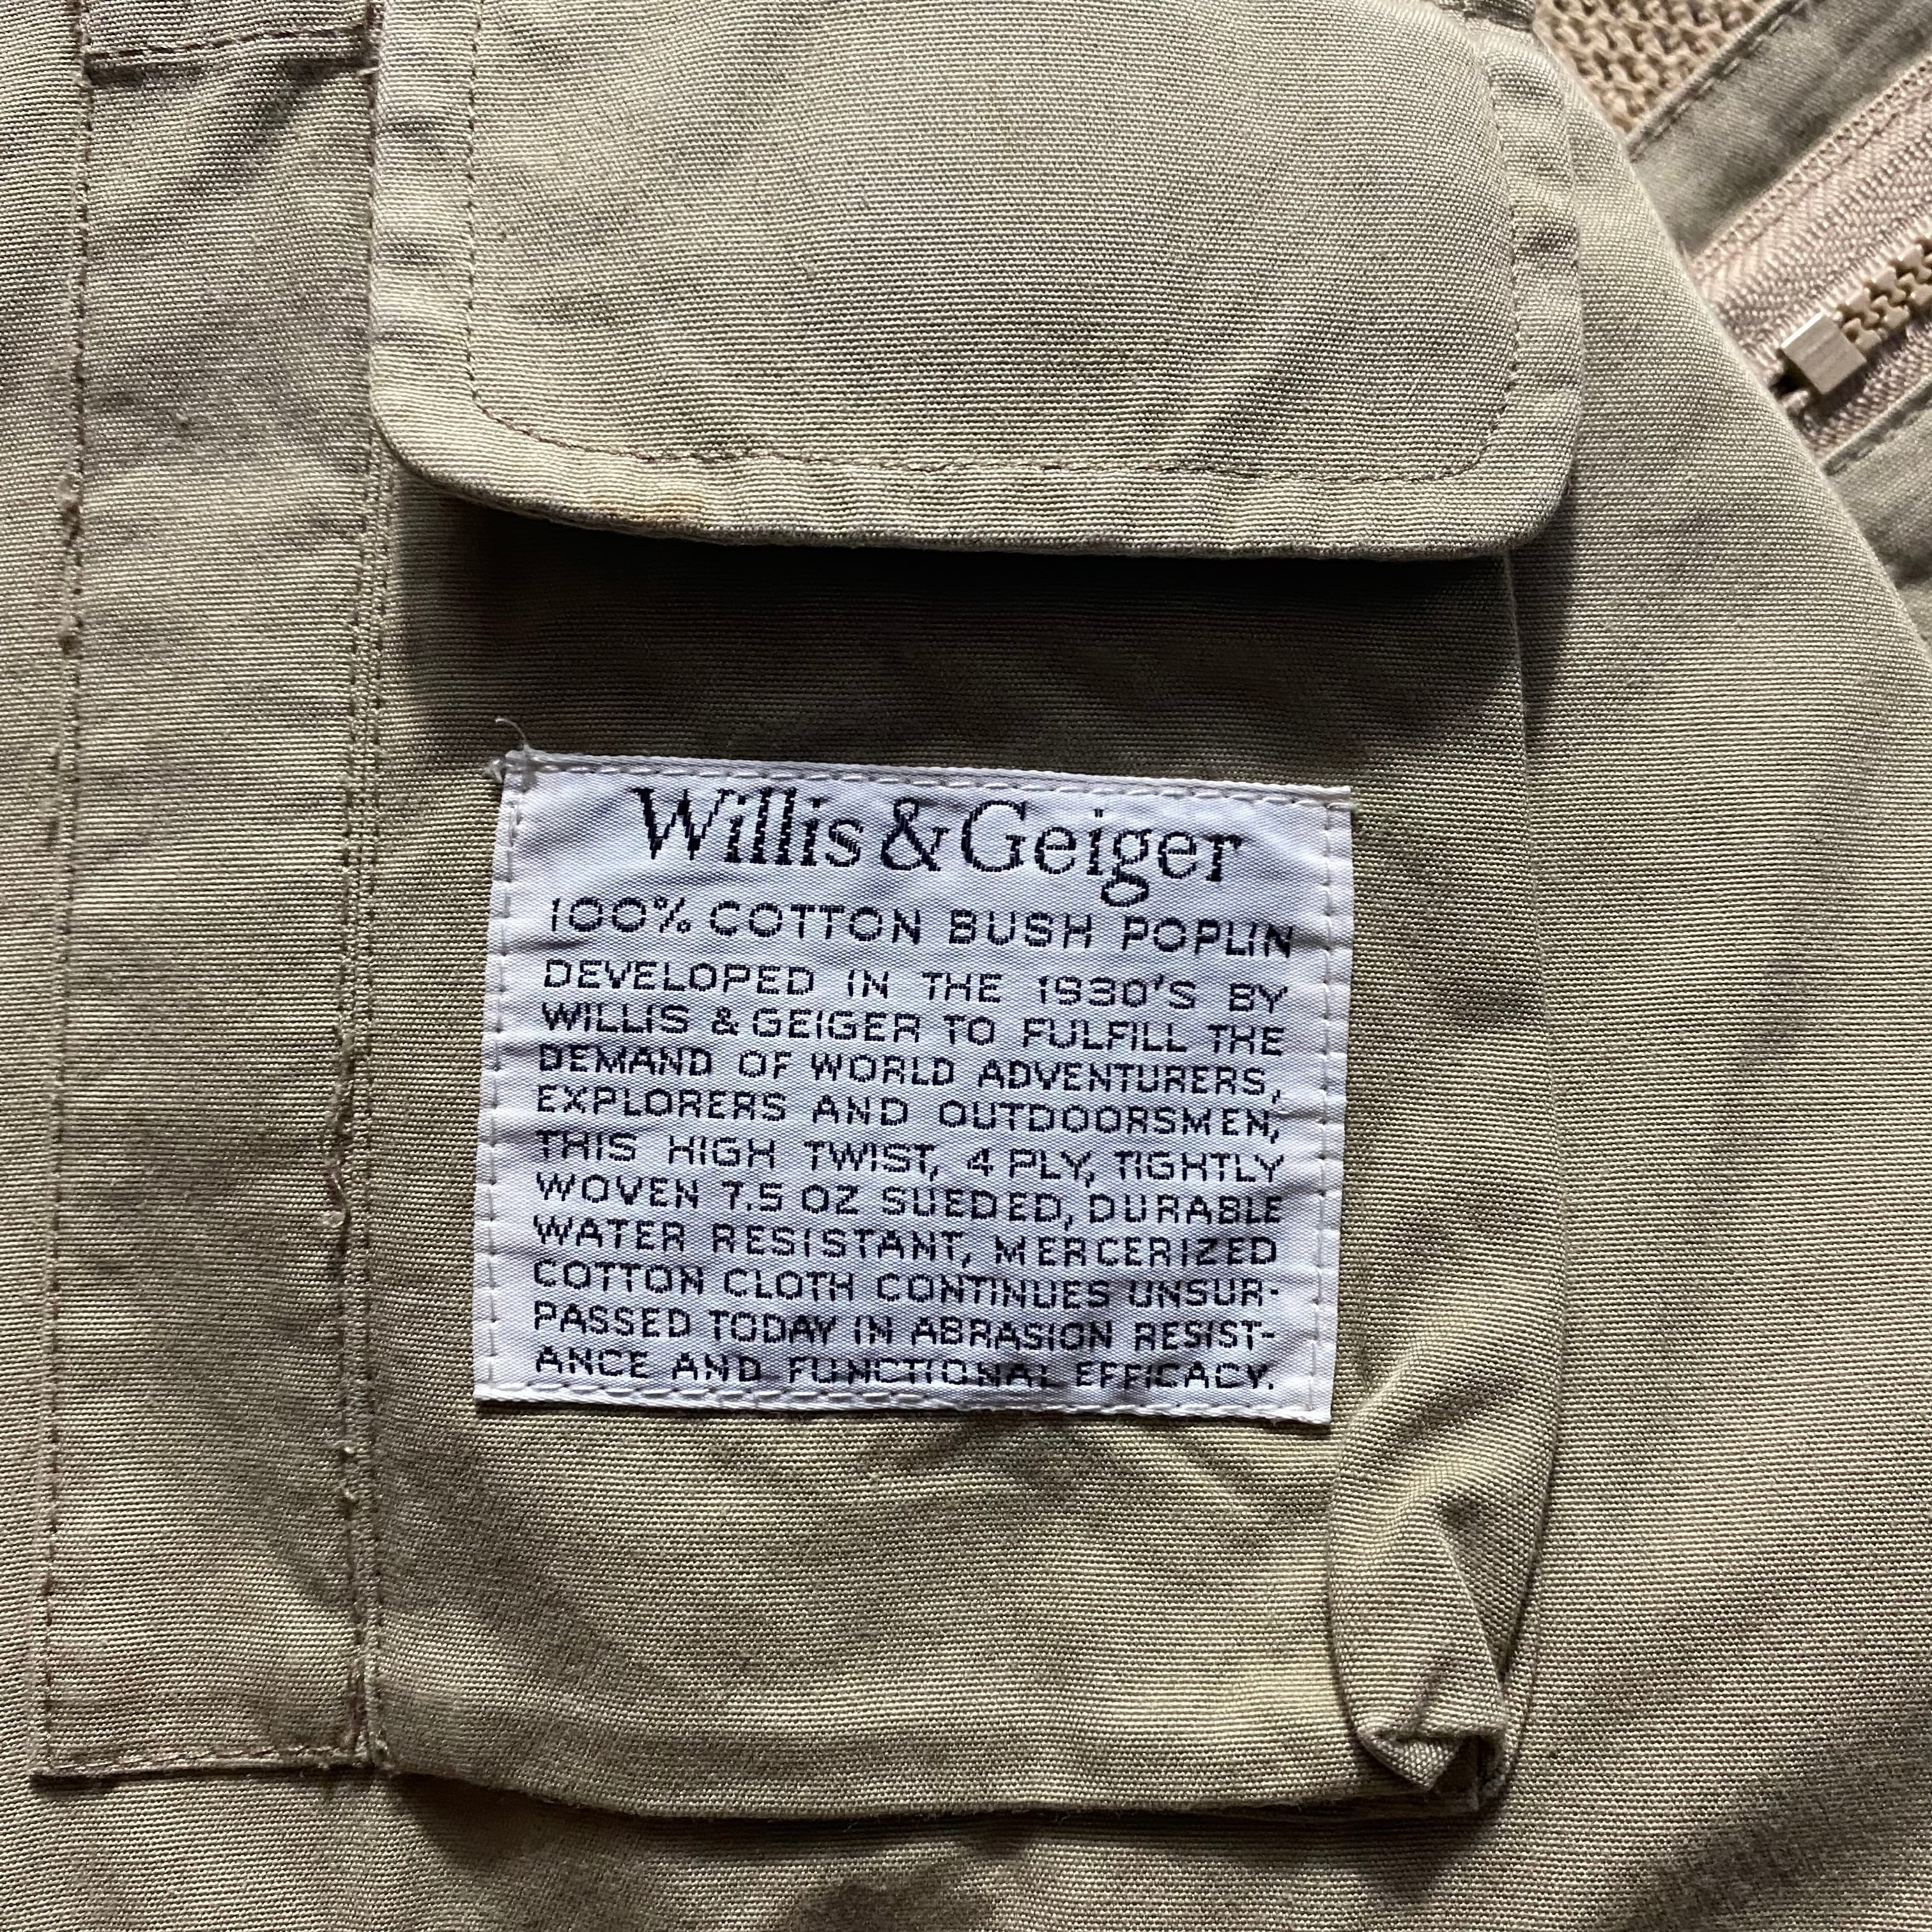 Willis & Geiger
100% COTTON BUSH POPLIN
DEVELOPED IN THE 1930'S BY
WILLIS & GEIGER TO FULFILL THE
DEMAND OF WORLD ADVENTURERS,
EXPLORERS AND OUTDOORSMEN;
THIS HIGH TWIST, 4 PLY, TIGHTLY
WOVEN 7.5 OZ SUEDED, DURABLE
WATER RESISTANT, MERCERIZED
COTTON CLOTH CONTINUES UNSUR-
PASSED TODAY IN ABRASION RESIST-
ANCE AND FUNCTIONAL EFFICACY.